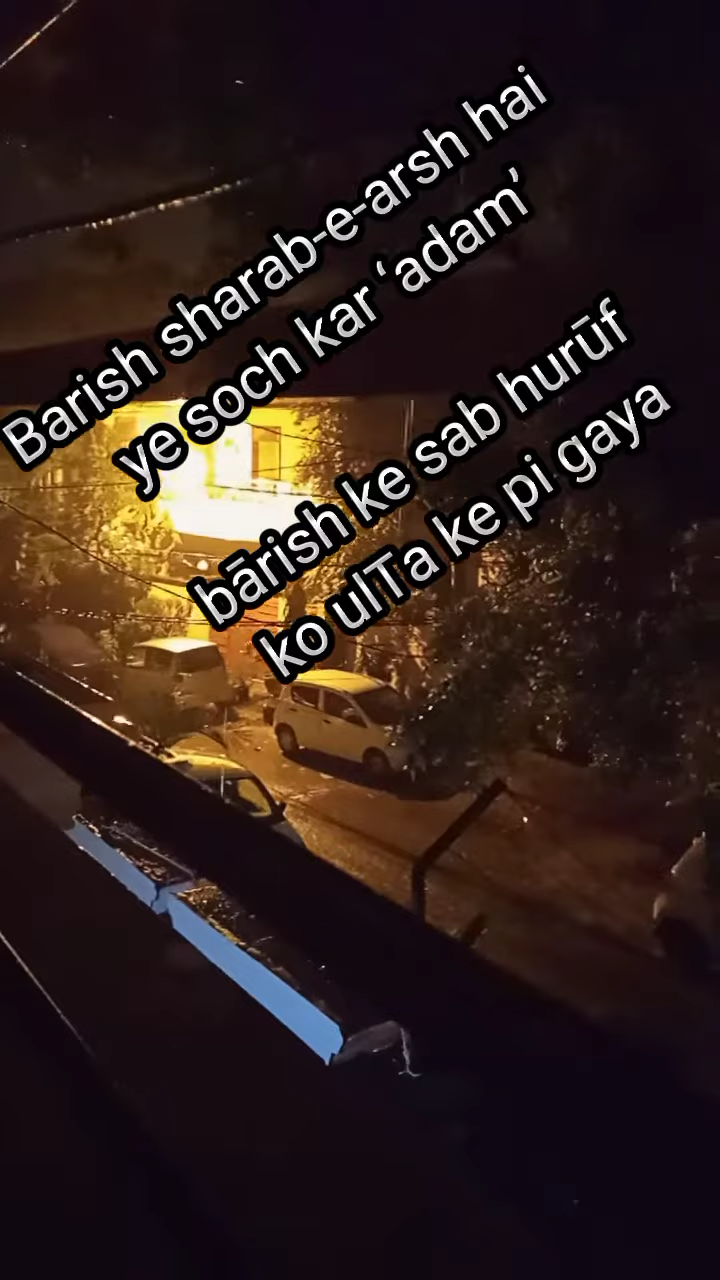 Barish sharab-e-arsh hai
ye soch kar ‘adam’
bārish ke sab hurūf
ko ulTa ke pi gaya